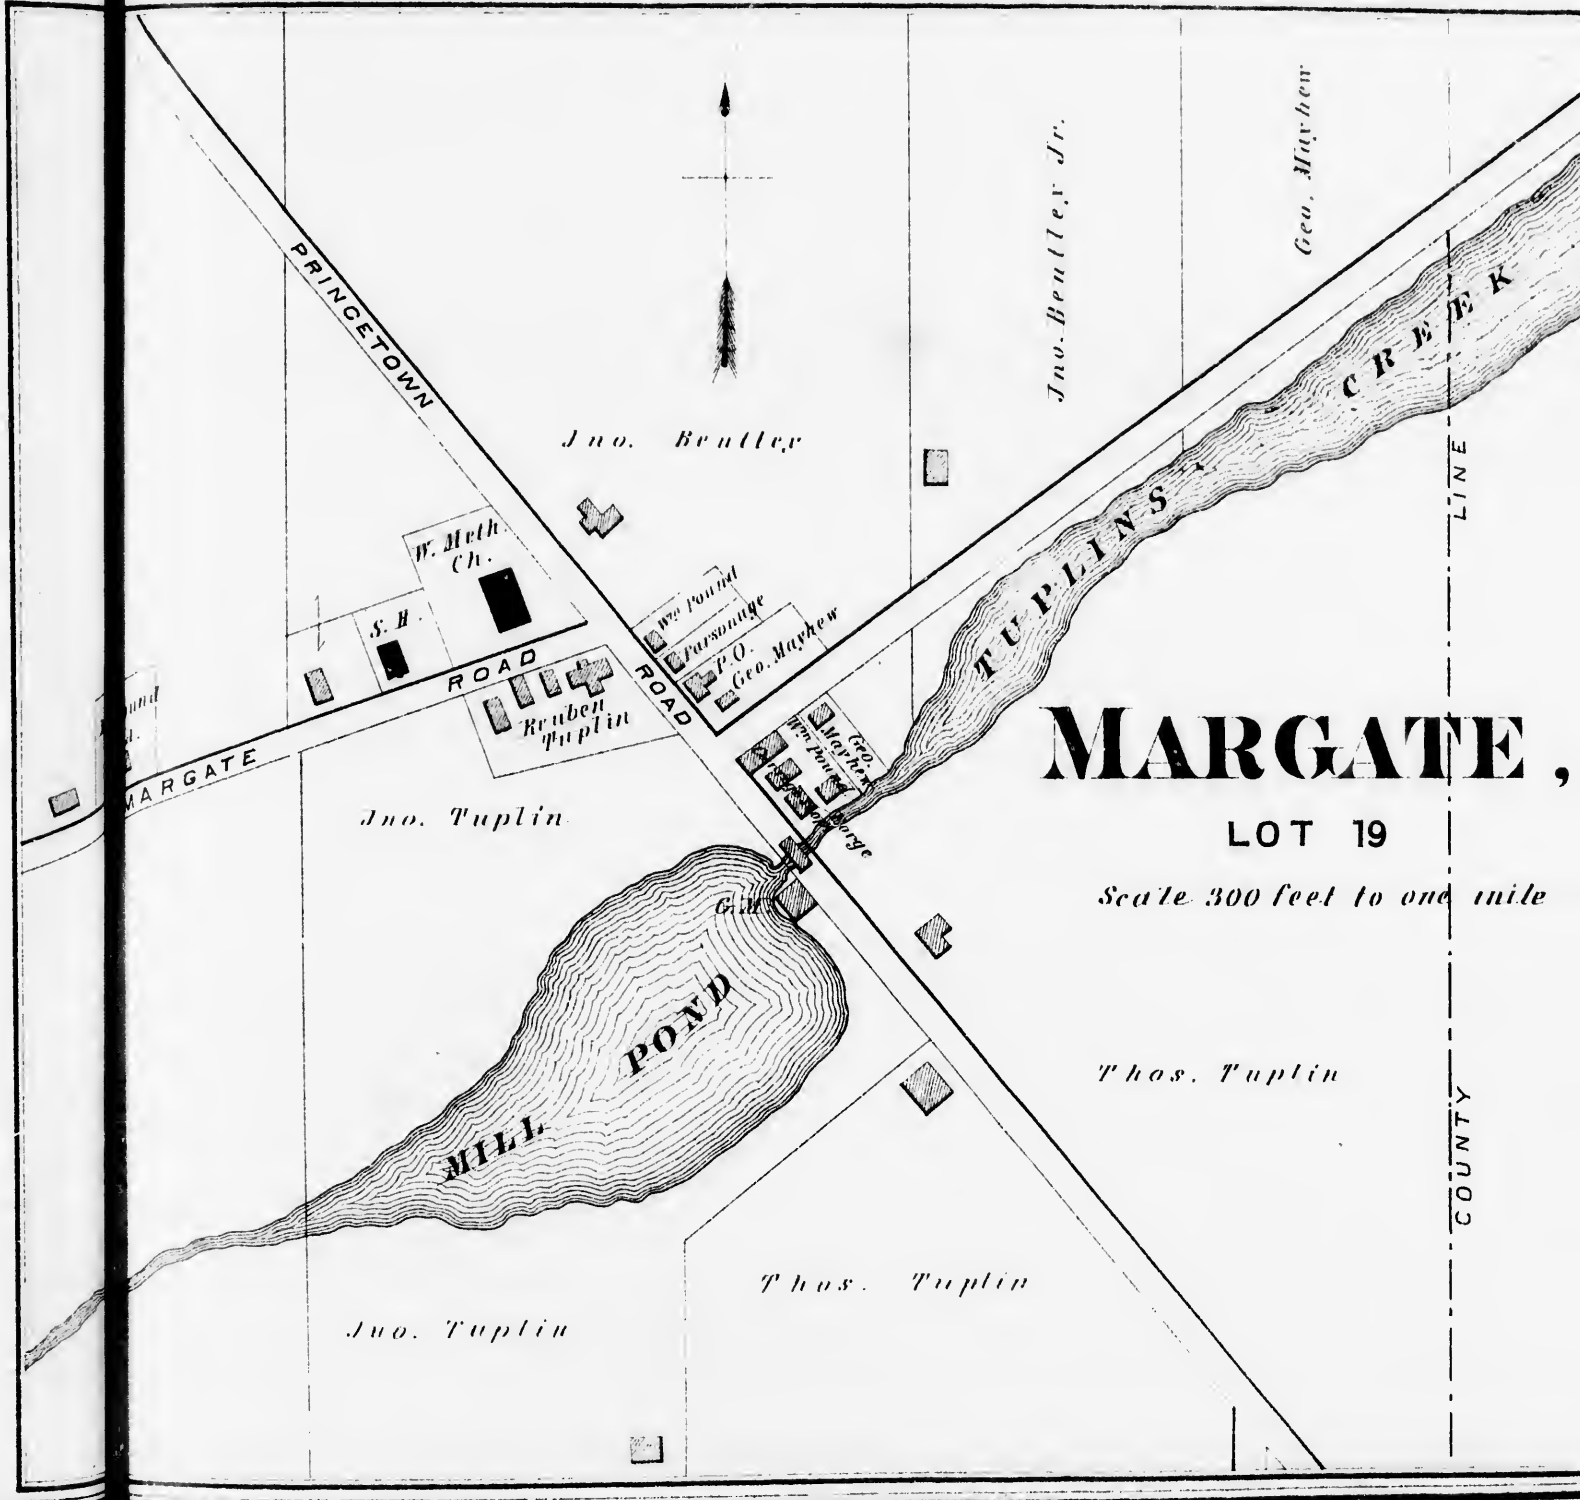 PRINCETOWN
ROAD
Jno. Bentley
Jno. Bentley Jr.
Geo. Mayhew
TUPLINS CREEK
COUNTY LINE
W. Meth.
Ch.
S. H.
Wm Pound
Parsonage
P.O.
Geo. Mayhew
MARGATE ROAD
Reuben
Tuplin
Geo.
Mayhew
Wm Pound
Forge
Jno. Tuplin
G.M.
MILL POND
MARGATE,
LOT 19
Scale 300 feet to one mile
Thos. Tuplin
Thos. Tuplin
Jno. Tuplin